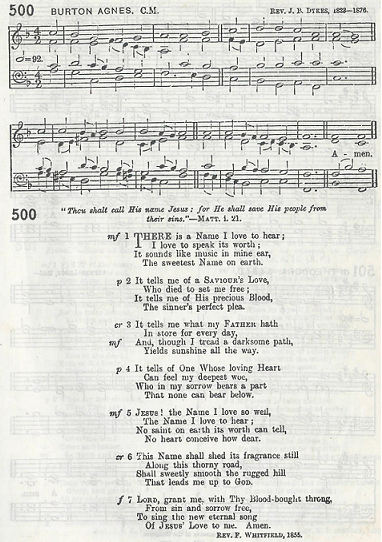 500 BURTON AGNES. C.M. REV. J. B. DYKES, 1823–1876.
=92.
A - men.
500 "Thou shalt call His name Jesus: for He shall save His people from
their sins."—MATT. i. 21.
mf 1 THERE is a Name I love to hear;
I love to speak its worth;
It sounds like music in mine ear,
The sweetest Name on earth.
p 2 It tells me of a SAVIOUR'S Love,
Who died to set me free;
It tells me of His precious Blood,
The sinner's perfect plea.
cr 3 It tells me what my FATHER hath
In store for every day,
mf And, though I tread a darksome path,
Yields sunshine all the way.
p 4 It tells of One Whose loving Heart
Can feel my deepest woe,
Who in my sorrow bears a part
That none can bear below.
mf 5 JESUS! the Name I love so well,
The Name I love to hear;
No saint on earth its worth can tell,
No heart conceive how dear.
cr 6 This Name shall shed its fragrance still
Along this thorny road,
Shall sweetly smooth the rugged hill
That leads me up to GOD.
f 7 LORD, grant me, with Thy Blood-bought throng,
From sin and sorrow free,
To sing the new eternal song
Of JESUS' Love to me. Amen.
REV. F. WHITFIELD, 1855.